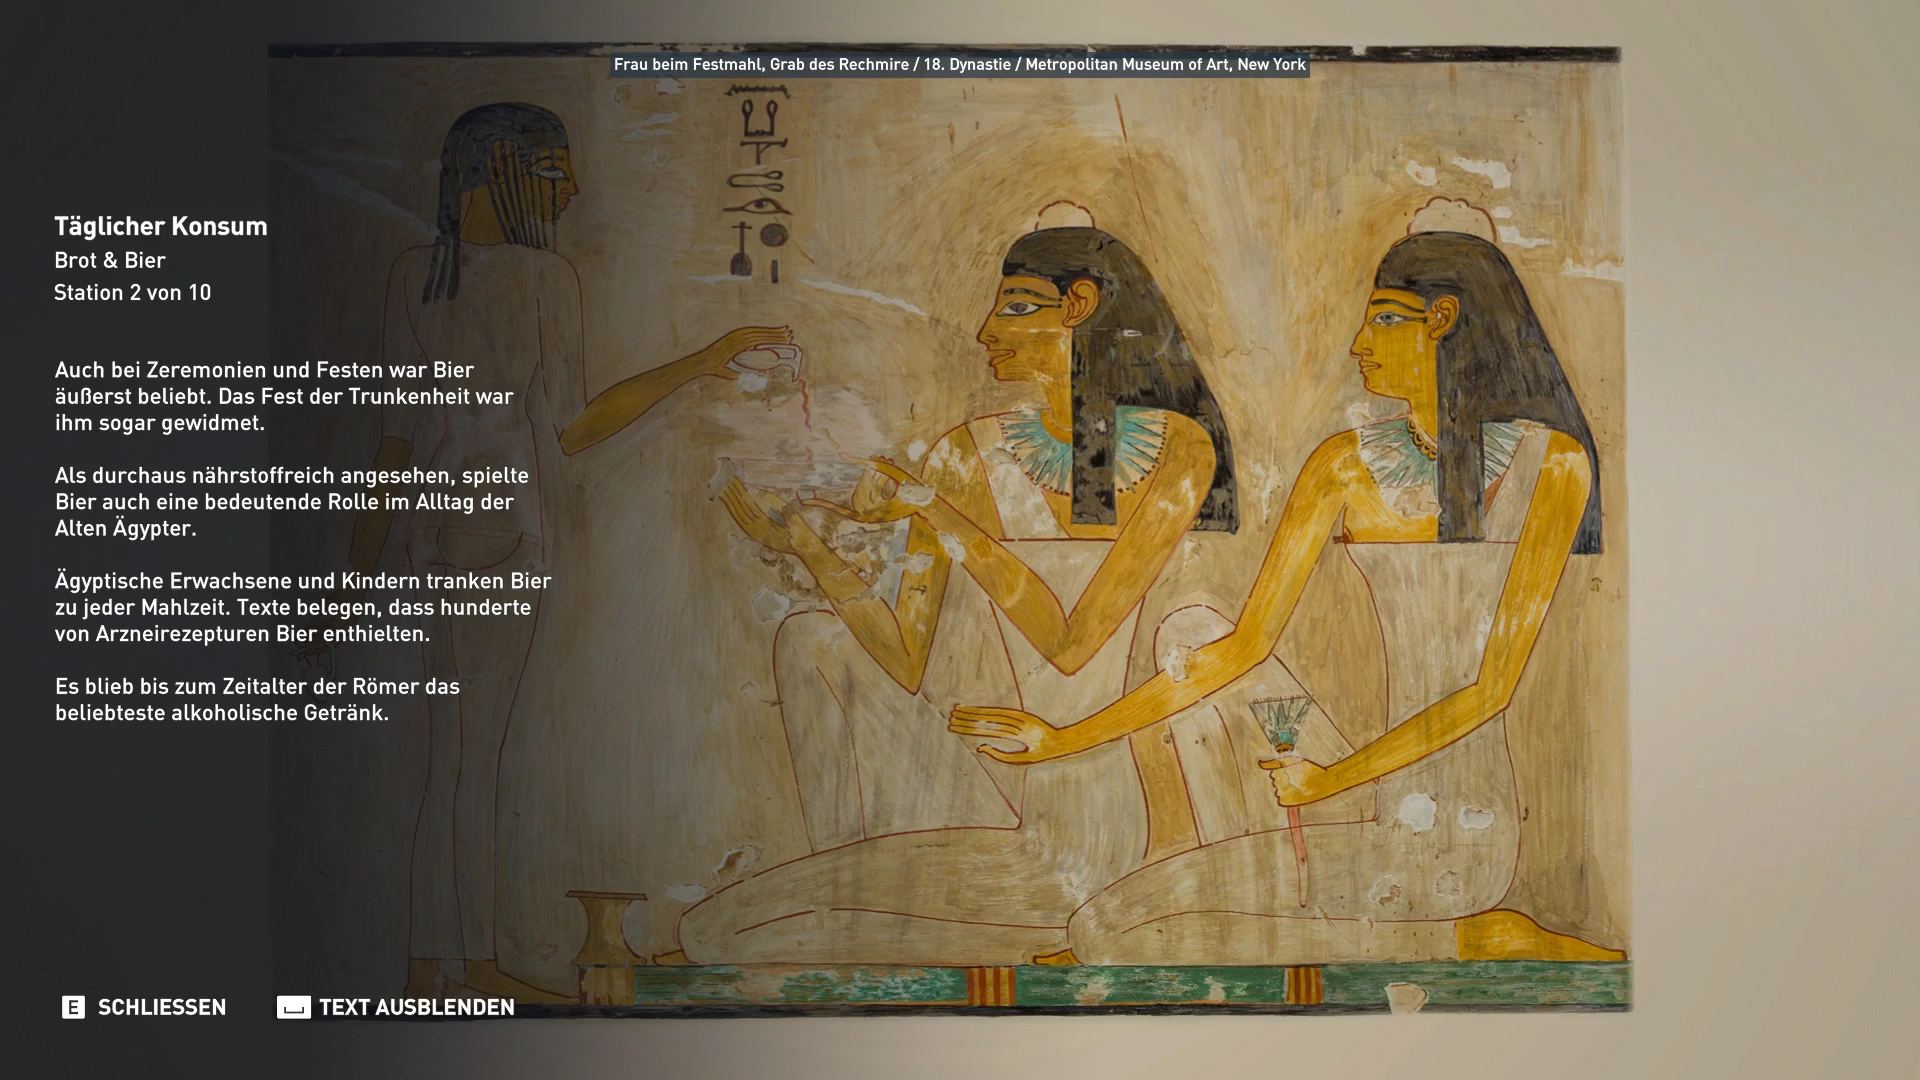 Frau beim Festmahl, Grab des Rechmire / 18. Dynastie / Metropolitan Museum of Art, New York
Täglicher Konsum
Brot & Bier
Station 2 von 10
Auch bei Zeremonien und Festen war Bier
äußerst beliebt. Das Fest der Trunkenheit war
ihm sogar gewidmet.
Als durchaus nährstoffreich angesehen, spielte
Bier auch eine bedeutende Rolle im Alltag der
Alten Ägypter.
Ägyptische Erwachsene und Kindern tranken Bier
zu jeder Mahlzeit. Texte belegen, dass hunderte
von Arzneirezepturen Bier enthielten.
Es blieb bis zum Zeitalter der Römer das
beliebteste alkoholische Getränk.
E SCHLIESSEN
TEXT AUSBLENDEN